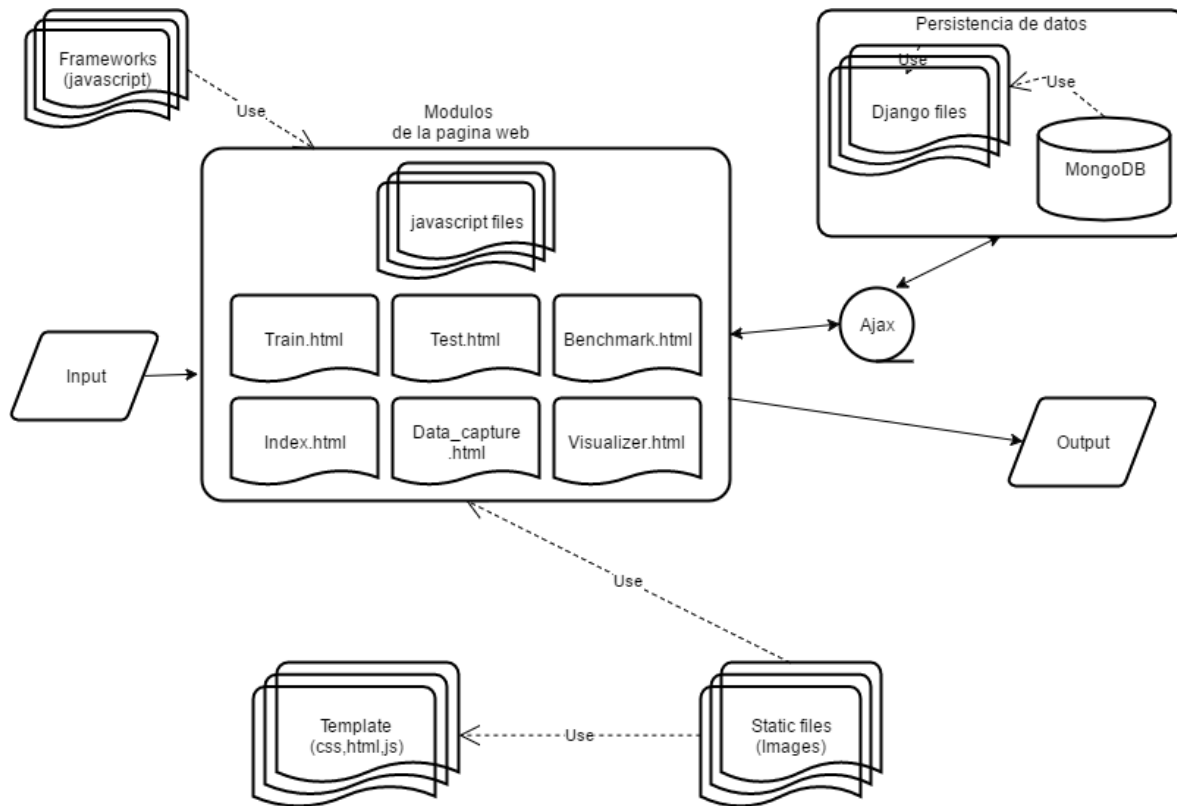 Frameworks
(javascript)
Use
Modulos
de la pagina web
Persistencia de datos
Use
Django files
Use
MongoDB
javascript files
Train.html
Test.html
Benchmark.html
Ajax
Input
Index.html
Data_capture
.html
Visualizer.html
Output
Use
Template
(css,html,js)
Use
Static files
(Images)